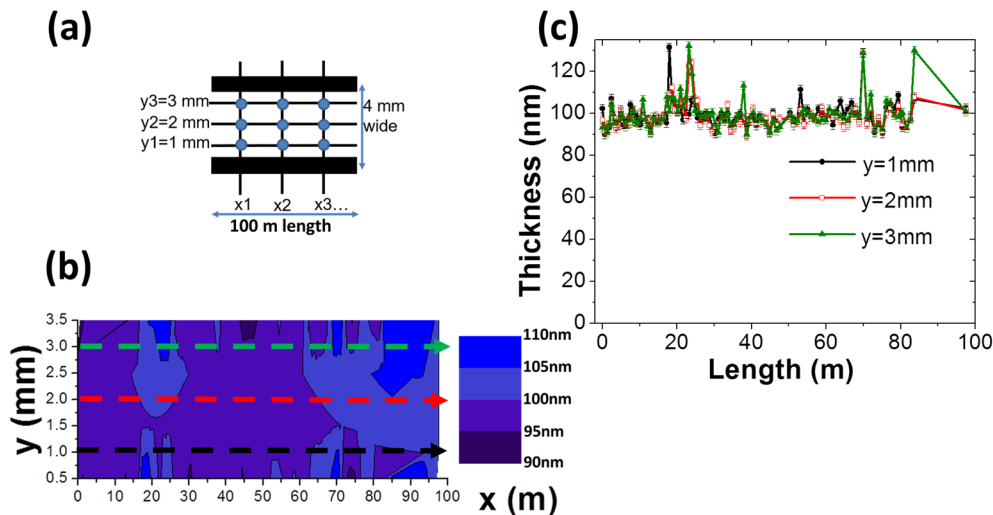 (a)
y3=3 mm
y2=2 mm
y1=1 mm
4 mm
wide
x1 x2 x3...
100 m length
(b)
3.5
3.0
2.5
2.0
1.5
1.0
0.5
y (mm)
0 10 20 30 40 50 60 70 80 90 100
x (m)
110nm
105nm
100nm
95nm
90nm
(c)
120
100
80
60
40
20
0
Thickness (nm)
y=1mm
y=2mm
y=3mm
0 20 40 60 80 100
Length (m)